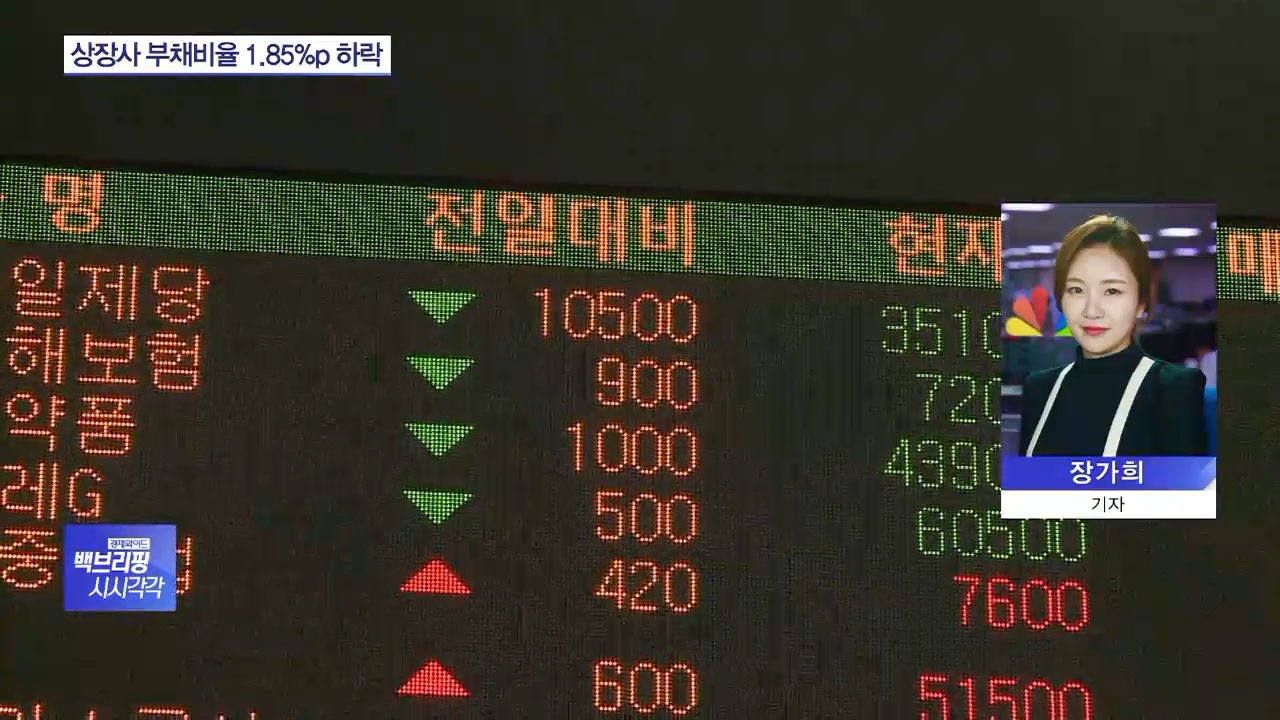 상장사 부채비율 1.85%p 하락
명 전일대비 현재 매
일제당 10500 3510
해보험 900 720
약품 1000 4390
레G 500 60500
중 420 7600
600 51500
장가희
기자
경제와이드
백브리핑
시시각각